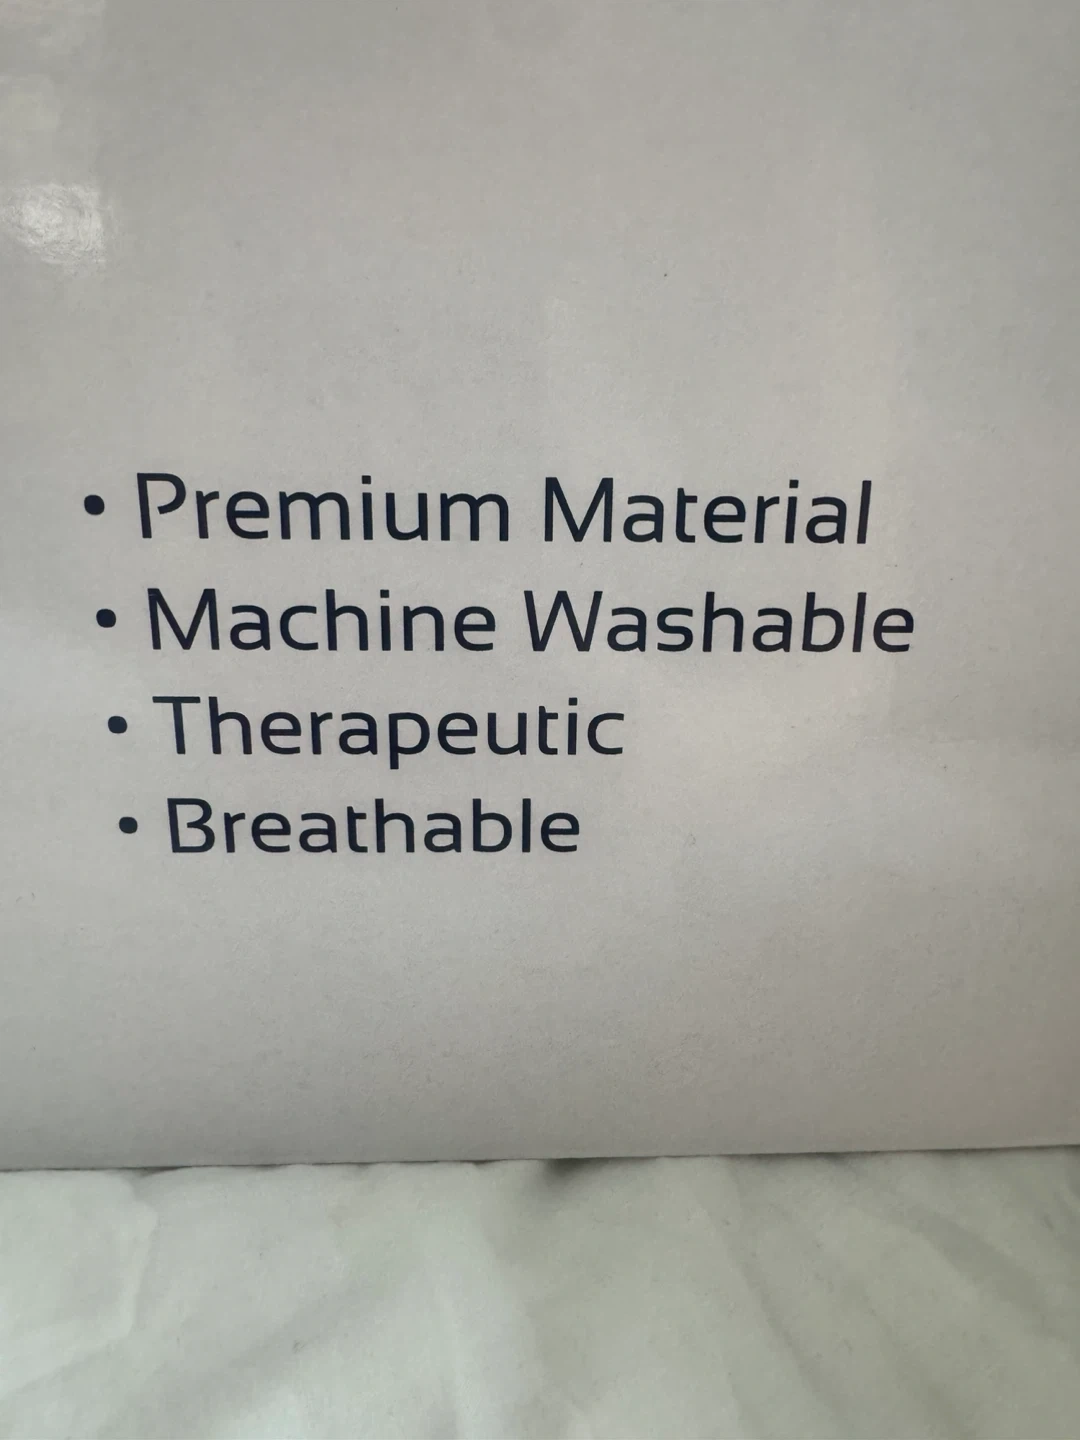 • Premium Material
• Machine Washable
• Therapeutic
• Breathable